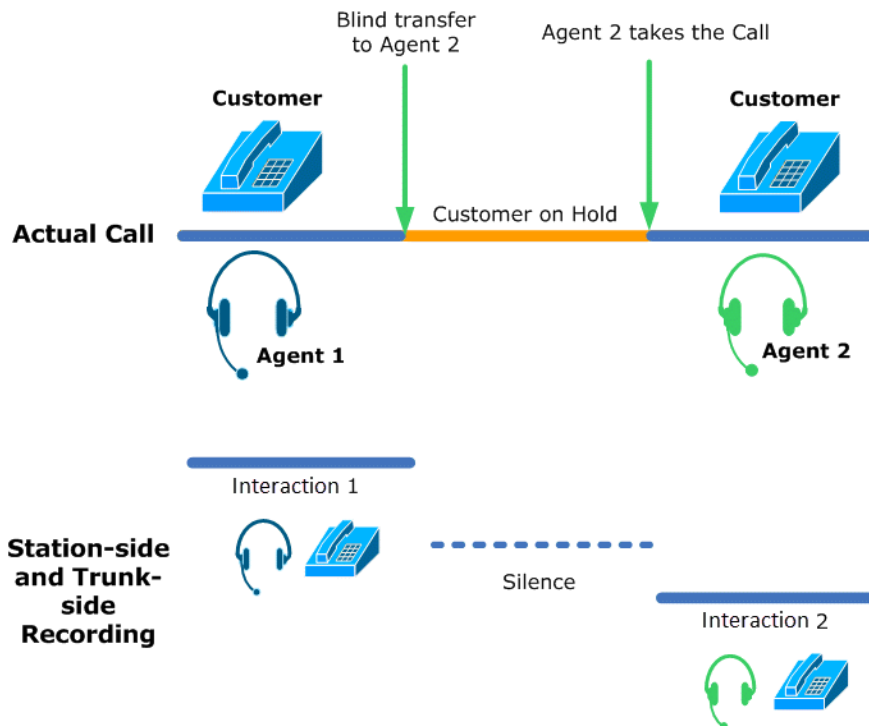 Blind transfer
to Agent 2
Agent 2 takes the Call
Customer
Customer
Actual Call
Customer on Hold
Agent 1
Agent 2
Interaction 1
Station-side
and Trunk-
side
Recording
Silence
Interaction 2